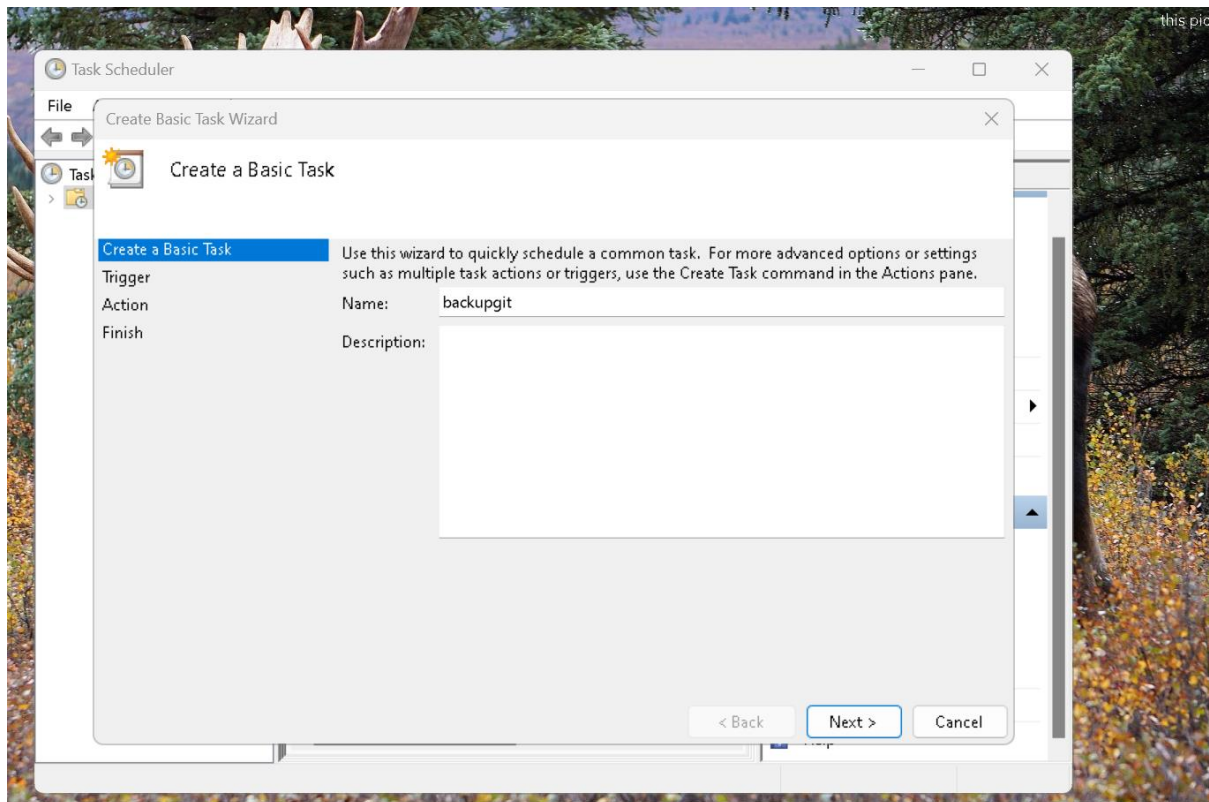 this pic
Task Scheduler
File
Create Basic Task Wizard
Create a Basic Task
Task
Create a Basic Task
Trigger
Action
Finish
Use this wizard to quickly schedule a common task. For more advanced options or settings
such as multiple task actions or triggers, use the Create Task command in the Actions pane.
Name: backupgit
Description:
< Back Next > Cancel